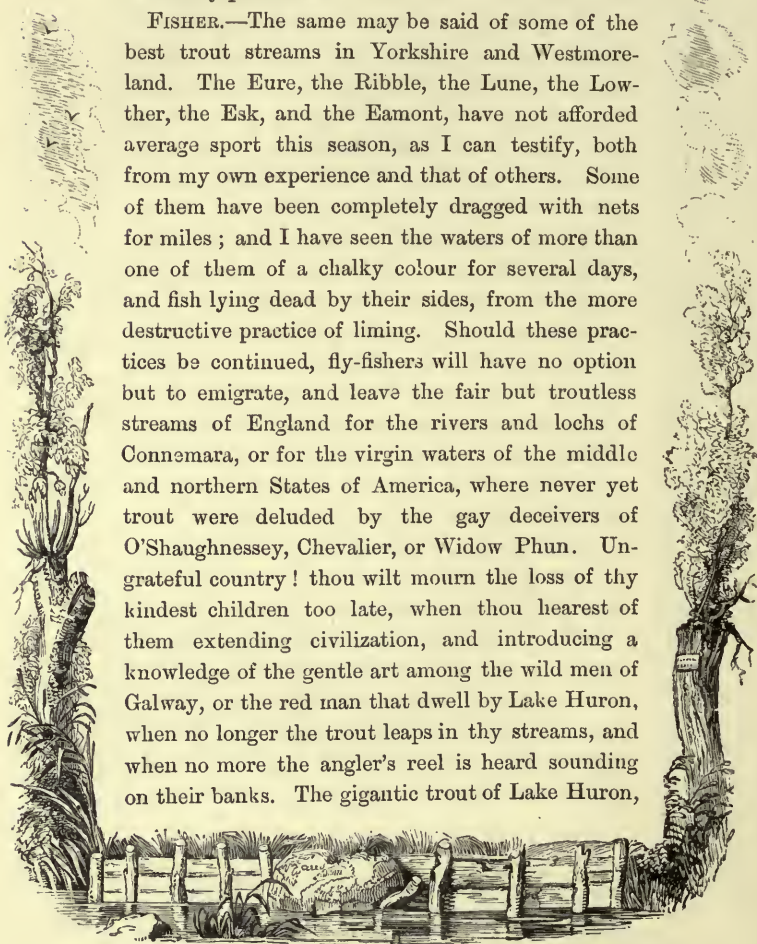 FISHER.—The same may be said of some of the
best trout streams in Yorkshire and Westmore-
land. The Eure, the Ribble, the Lune, the Low-
ther, the Esk, and the Eamont, have not afforded
average sport this season, as I can testify, both
from my own experience and that of others. Some
of them have been completely dragged with nets
for miles ; and I have seen the waters of more than
one of them of a chalky colour for several days,
and fish lying dead by their sides, from the more
destructive practice of liming. Should these prac-
tices be continued, fly-fishers will have no option
but to emigrate, and leave the fair but troutless
streams of England for the rivers and lochs of
Connemara, or for the virgin waters of the middle
and northern States of America, where never yet
trout were deluded by the gay deceivers of
O'Shaughnessey, Chevalier, or Widow Phun. Un-
grateful country ! thou wilt mourn the loss of thy
kindest children too late, when thou hearest of
them extending civilization, and introducing a
knowledge of the gentle art among the wild men of
Galway, or the red man that dwell by Lake Huron,
when no longer the trout leaps in thy streams, and
when no more the angler's reel is heard sounding
on their banks. The gigantic trout of Lake Huron,